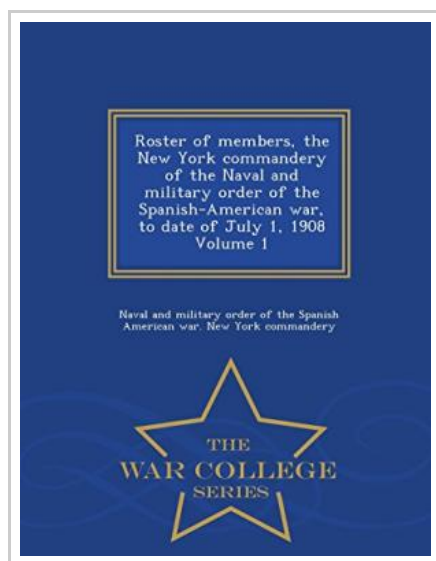 Roster of members, the
New York commandery
of the Naval and
military order of the
Spanish-American war,
to date of July 1, 1908
Volume 1
Naval and military order of the Spanish
American war. New York commandery
THE
WAR COLLEGE
SERIES